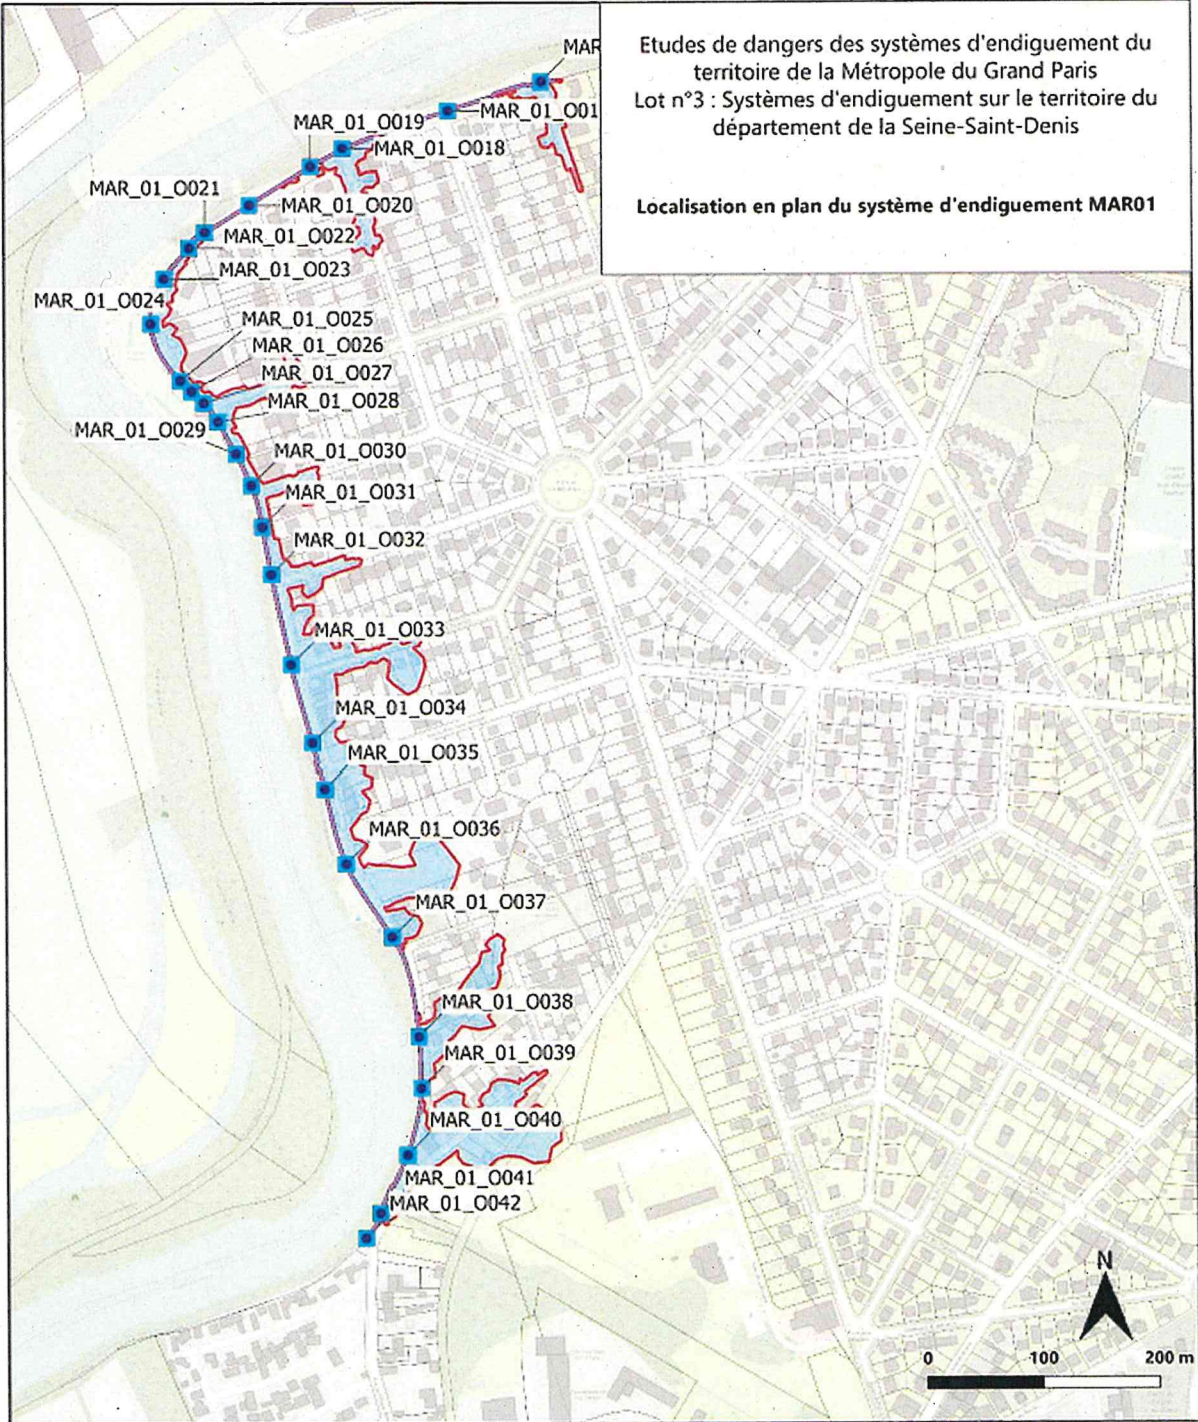 Etudes de dangers des systèmes d'endiguement du
territoire de la Métropole du Grand Paris
Lot n°3 : Systèmes d'endiguement sur le territoire du
département de la Seine-Saint-Denis
Localisation en plan du système d'endiguement MAR01
MAR
MAR_01_O01
MAR_01_O019
MAR_01_O018
MAR_01_O021
MAR_01_O020
MAR_01_O022
MAR_01_O023
MAR_01_O024
MAR_01_O025
MAR_01_O026
MAR_01_O027
MAR_01_O028
MAR_01_O029
MAR_01_O030
MAR_01_O031
MAR_01_O032
MAR_01_O033
MAR_01_O034
MAR_01_O035
MAR_01_O036
MAR_01_O037
MAR_01_O038
MAR_01_O039
MAR_01_O040
MAR_01_O041
MAR_01_O042
N
0 100 200 m